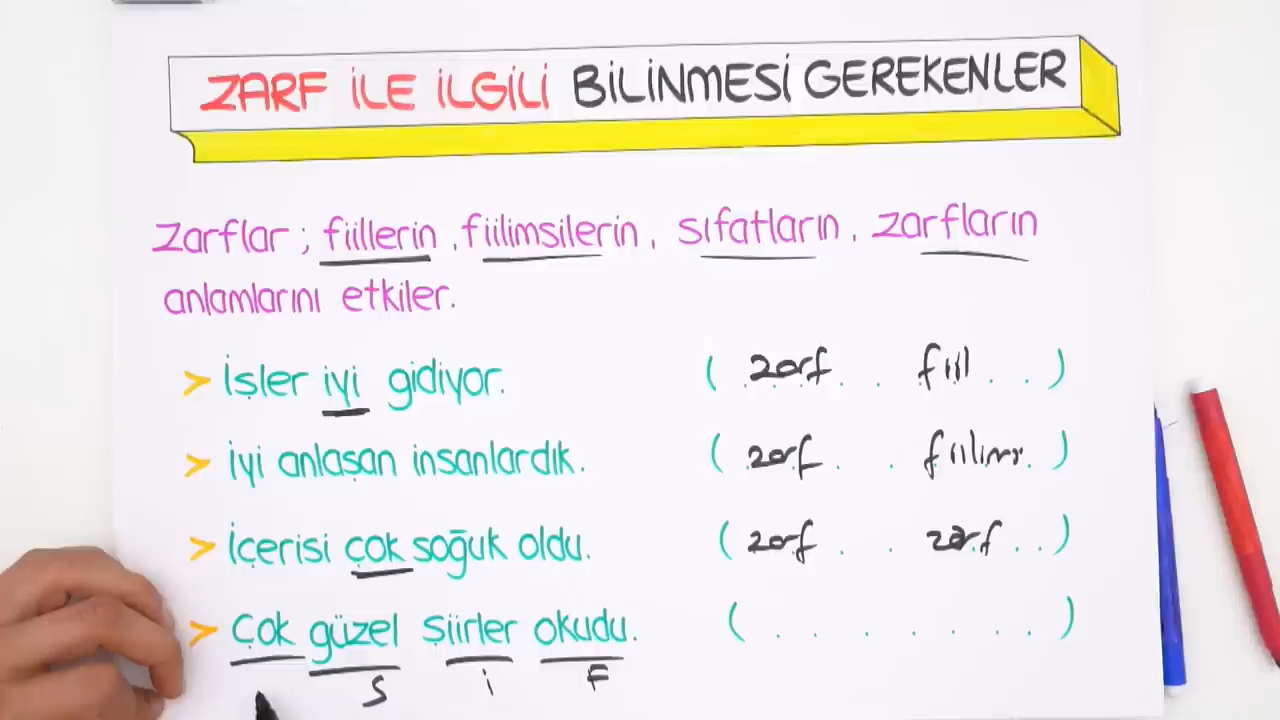 ZARF İLE İLGİLİ BİLİNMESİ GEREKENLER
Zarflar; fiillerin, fiilimsilerin, sıfatların, zarfların
anlamlarını etkiler.
> İşler iyi gidiyor. ( zarf . . fiil . . )
> İyi anlaşan insanlardık. ( zarf . . fiilims . )
> İçerisi çok soğuk oldu. ( zarf . . zarf . . )
> Çok güzel şiirler okudu. ( . . . . . . . )
S i F